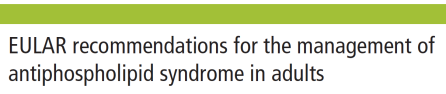 EULAR recommendations for the management of
antiphospholipid syndrome in adults